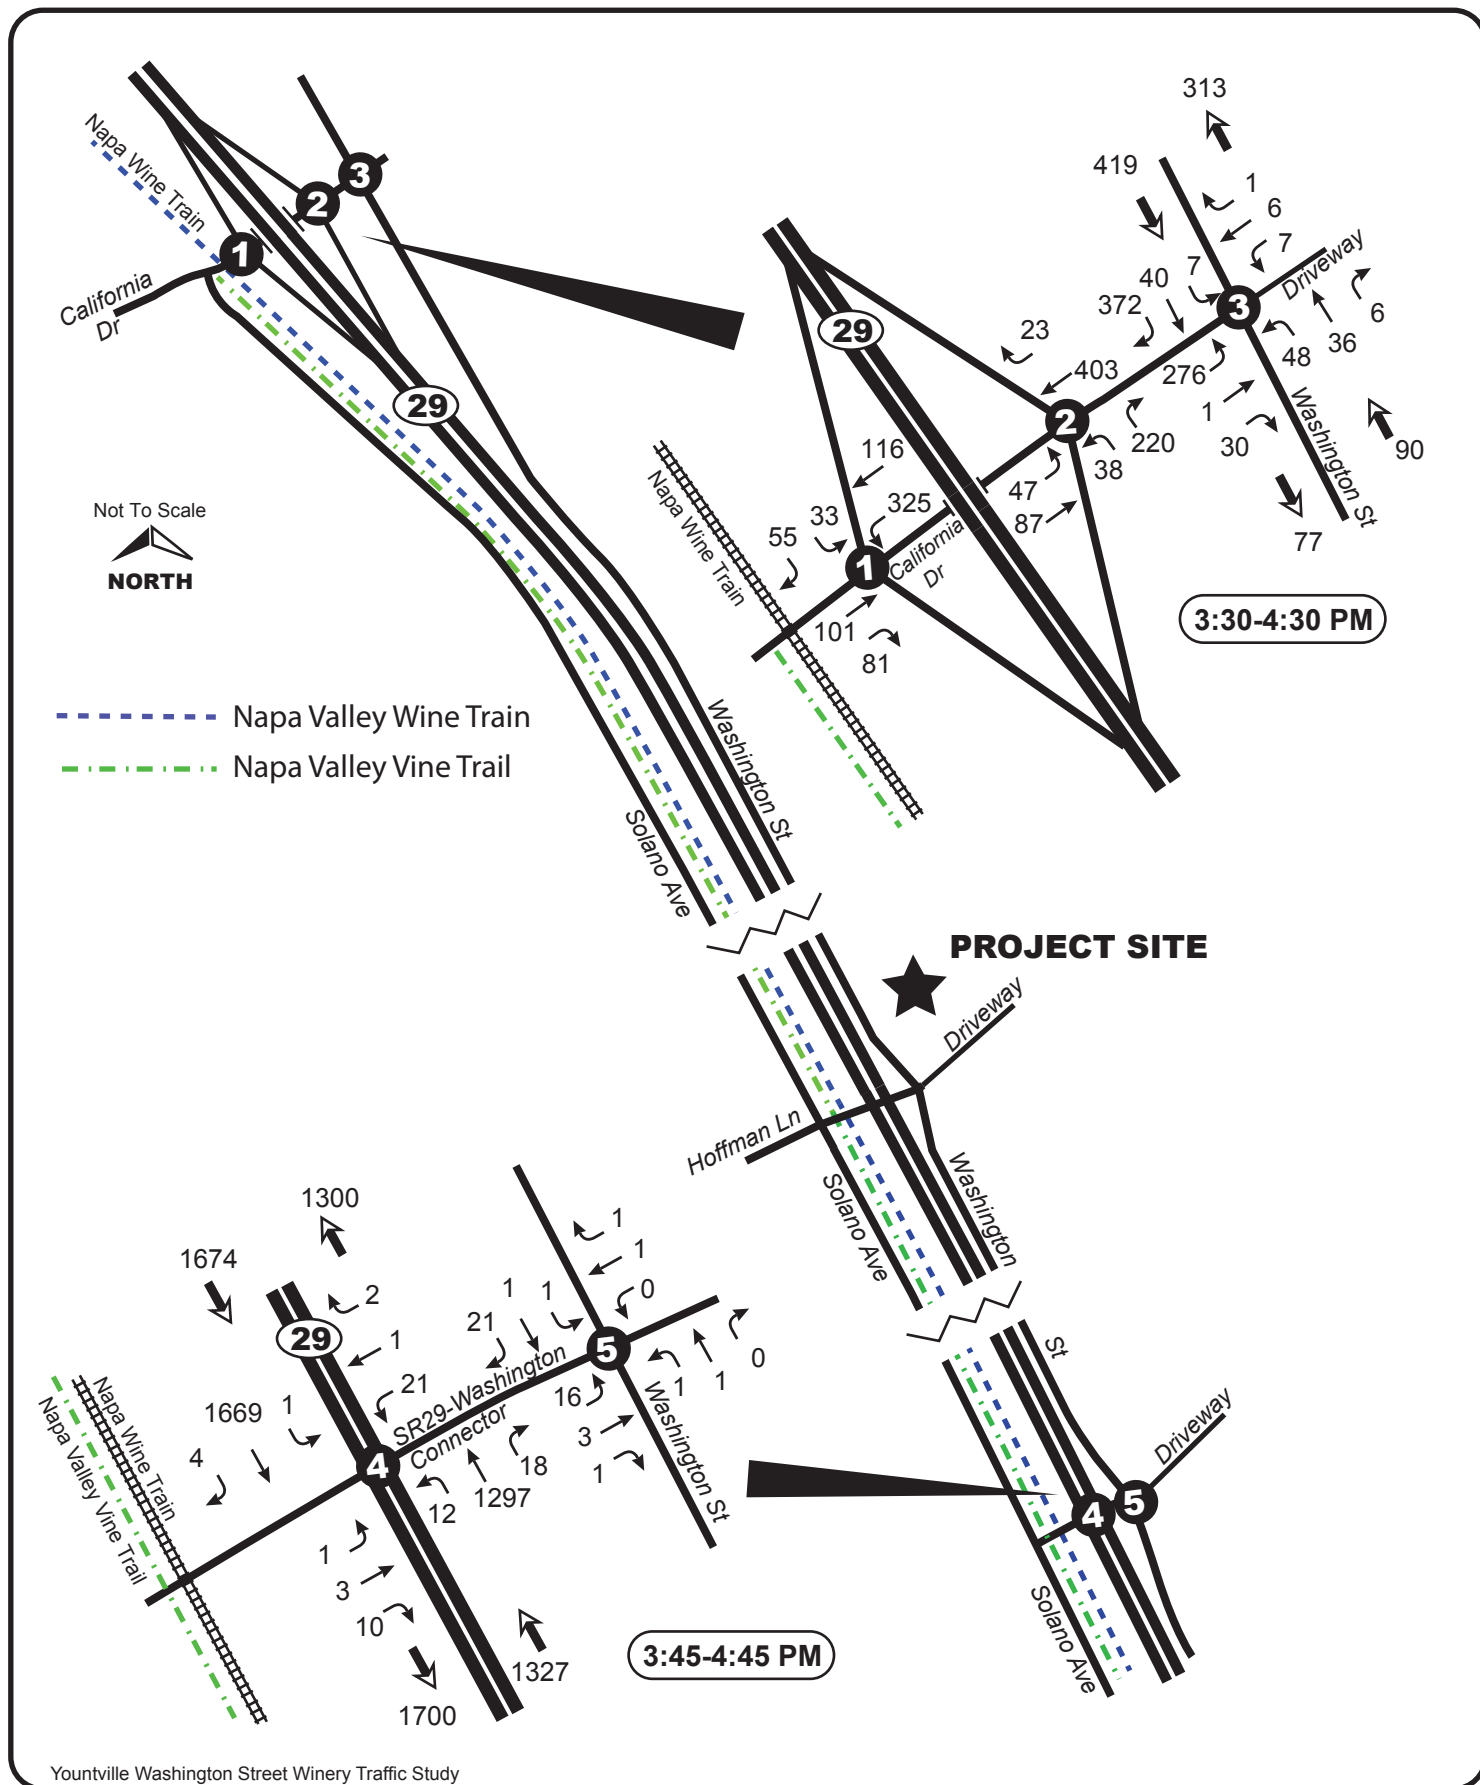 313
419
1
6
7
Driveway
7
40
372
6
36
48
3
276
1
30
Washington St
90
77
23
403
2
220
38
47
87
29
116
325
33
55
1
California
Dr
101
81
Napa Wine Train
3:30-4:30 PM
Napa Wine Train
3
2
1
California
Dr
29
Not To Scale
NORTH
Napa Valley Wine Train
Napa Valley Vine Trail
Washington St
Solano Ave
PROJECT SITE
Driveway
Hoffman Ln
Solano Ave
Washington
St
Driveway
4
5
Solano Ave
1300
1674
2
29
1
21
1669
1
4
4
SR29-Washington
Connector
12
1297
18
1
3
10
1700
1327
1
1
0
1
1
21
5
1
1
0
16
3
1
Washington St
Napa Wine Train
Napa Valley Vine Trail
3:45-4:45 PM
Yountville Washington Street Winery Traffic Study